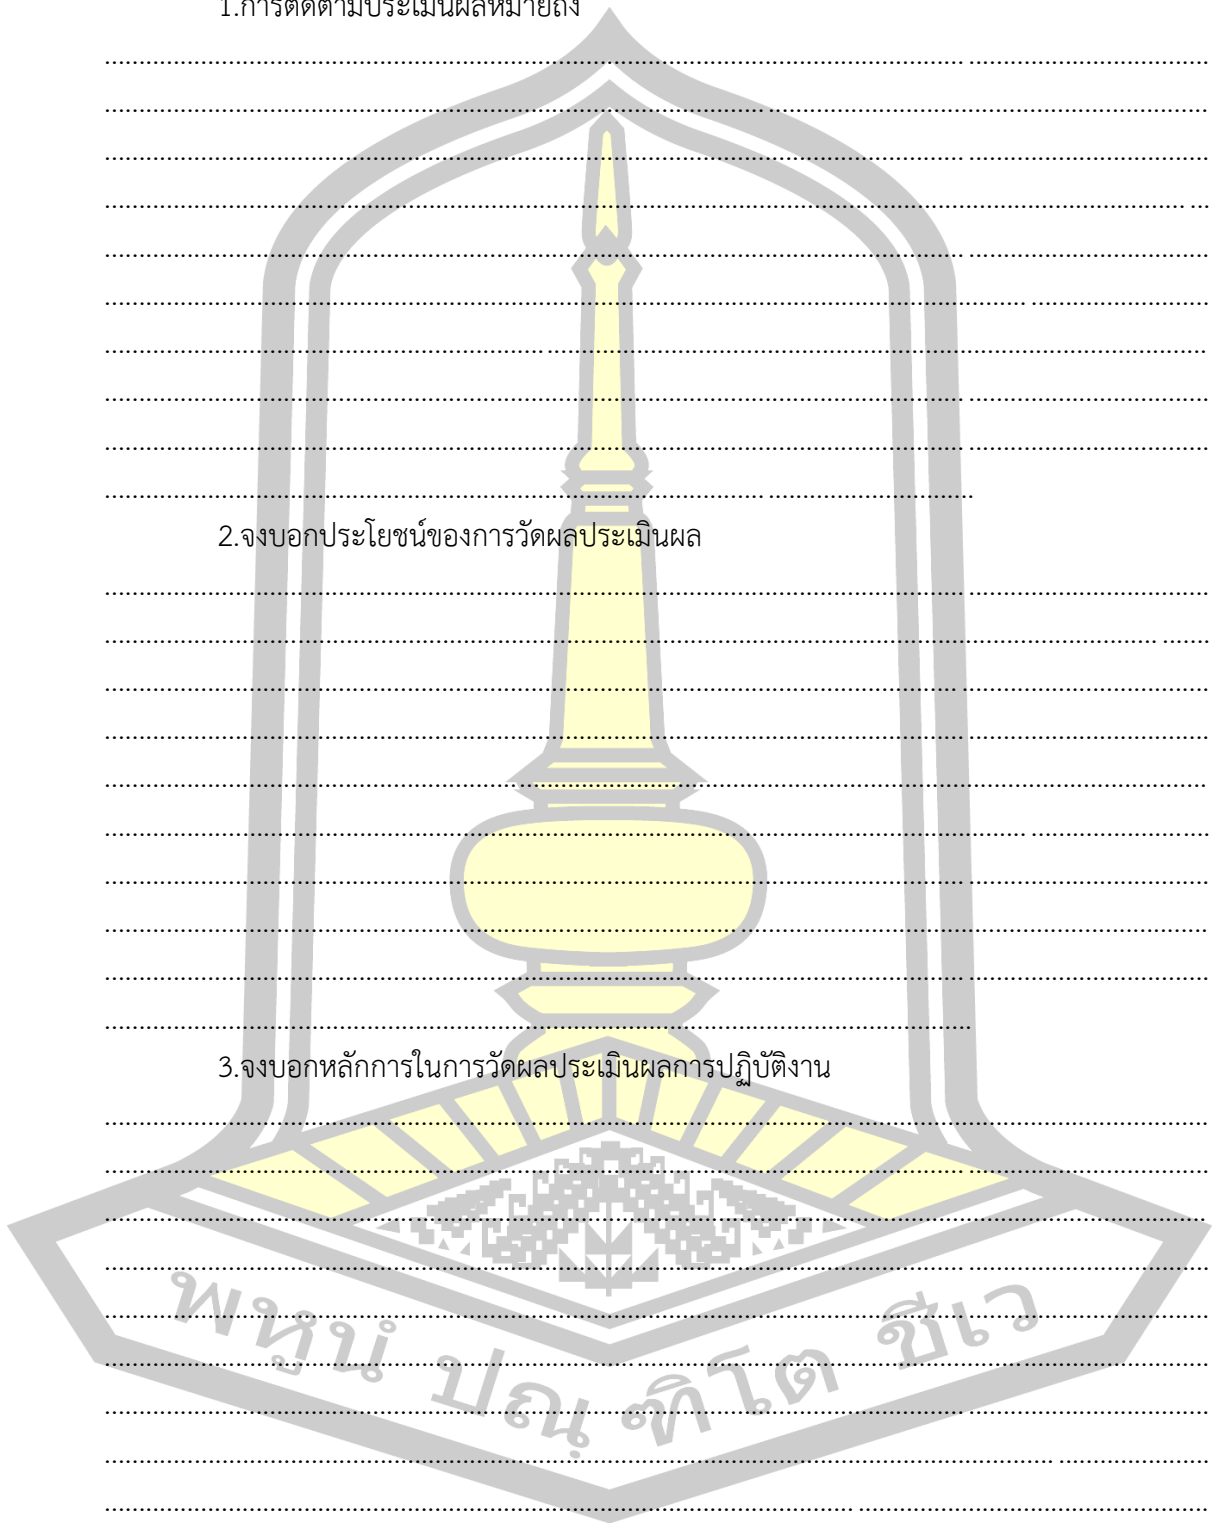 1.การติดตามประเมินผลหมายถึง
2.จงบอกประโยชน์ของการวัดผลประเมินผล
3.จงบอกหลักการในการวัดผลประเมินผลการปฏิบัติงาน
พหูนํ ปณฺฑิโต ชีเว